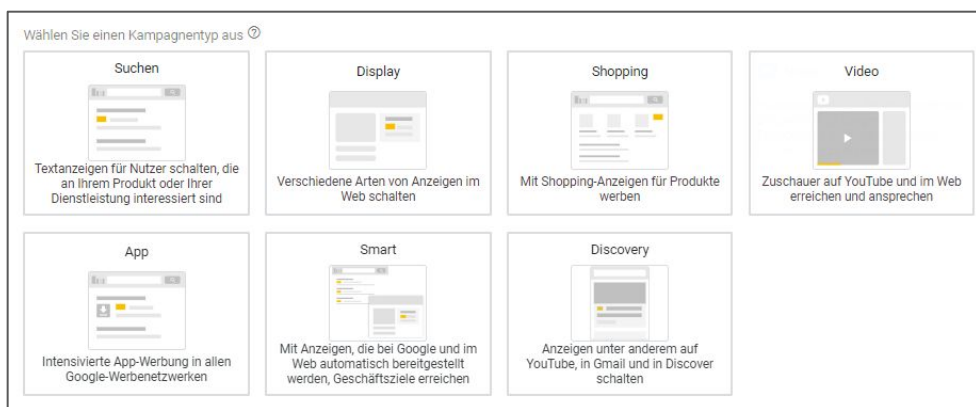 Wählen Sie einen Kampagnentyp aus ?
Suchen
Textanzeigen für Nutzer schalten, die
an Ihrem Produkt oder Ihrer
Dienstleistung interessiert sind
Display
Verschiedene Arten von Anzeigen im
Web schalten
Shopping
Mit Shopping-Anzeigen für Produkte
werben
Video
Zuschauer auf YouTube und im Web
erreichen und ansprechen
App
Intensivierte App-Werbung in allen
Google-Werbenetzwerken
Smart
Mit Anzeigen, die bei Google und im
Web automatisch bereitgestellt
werden, Geschäftsziele erreichen
Discovery
Anzeigen unter anderem auf
YouTube, in Gmail und in Discover
schalten